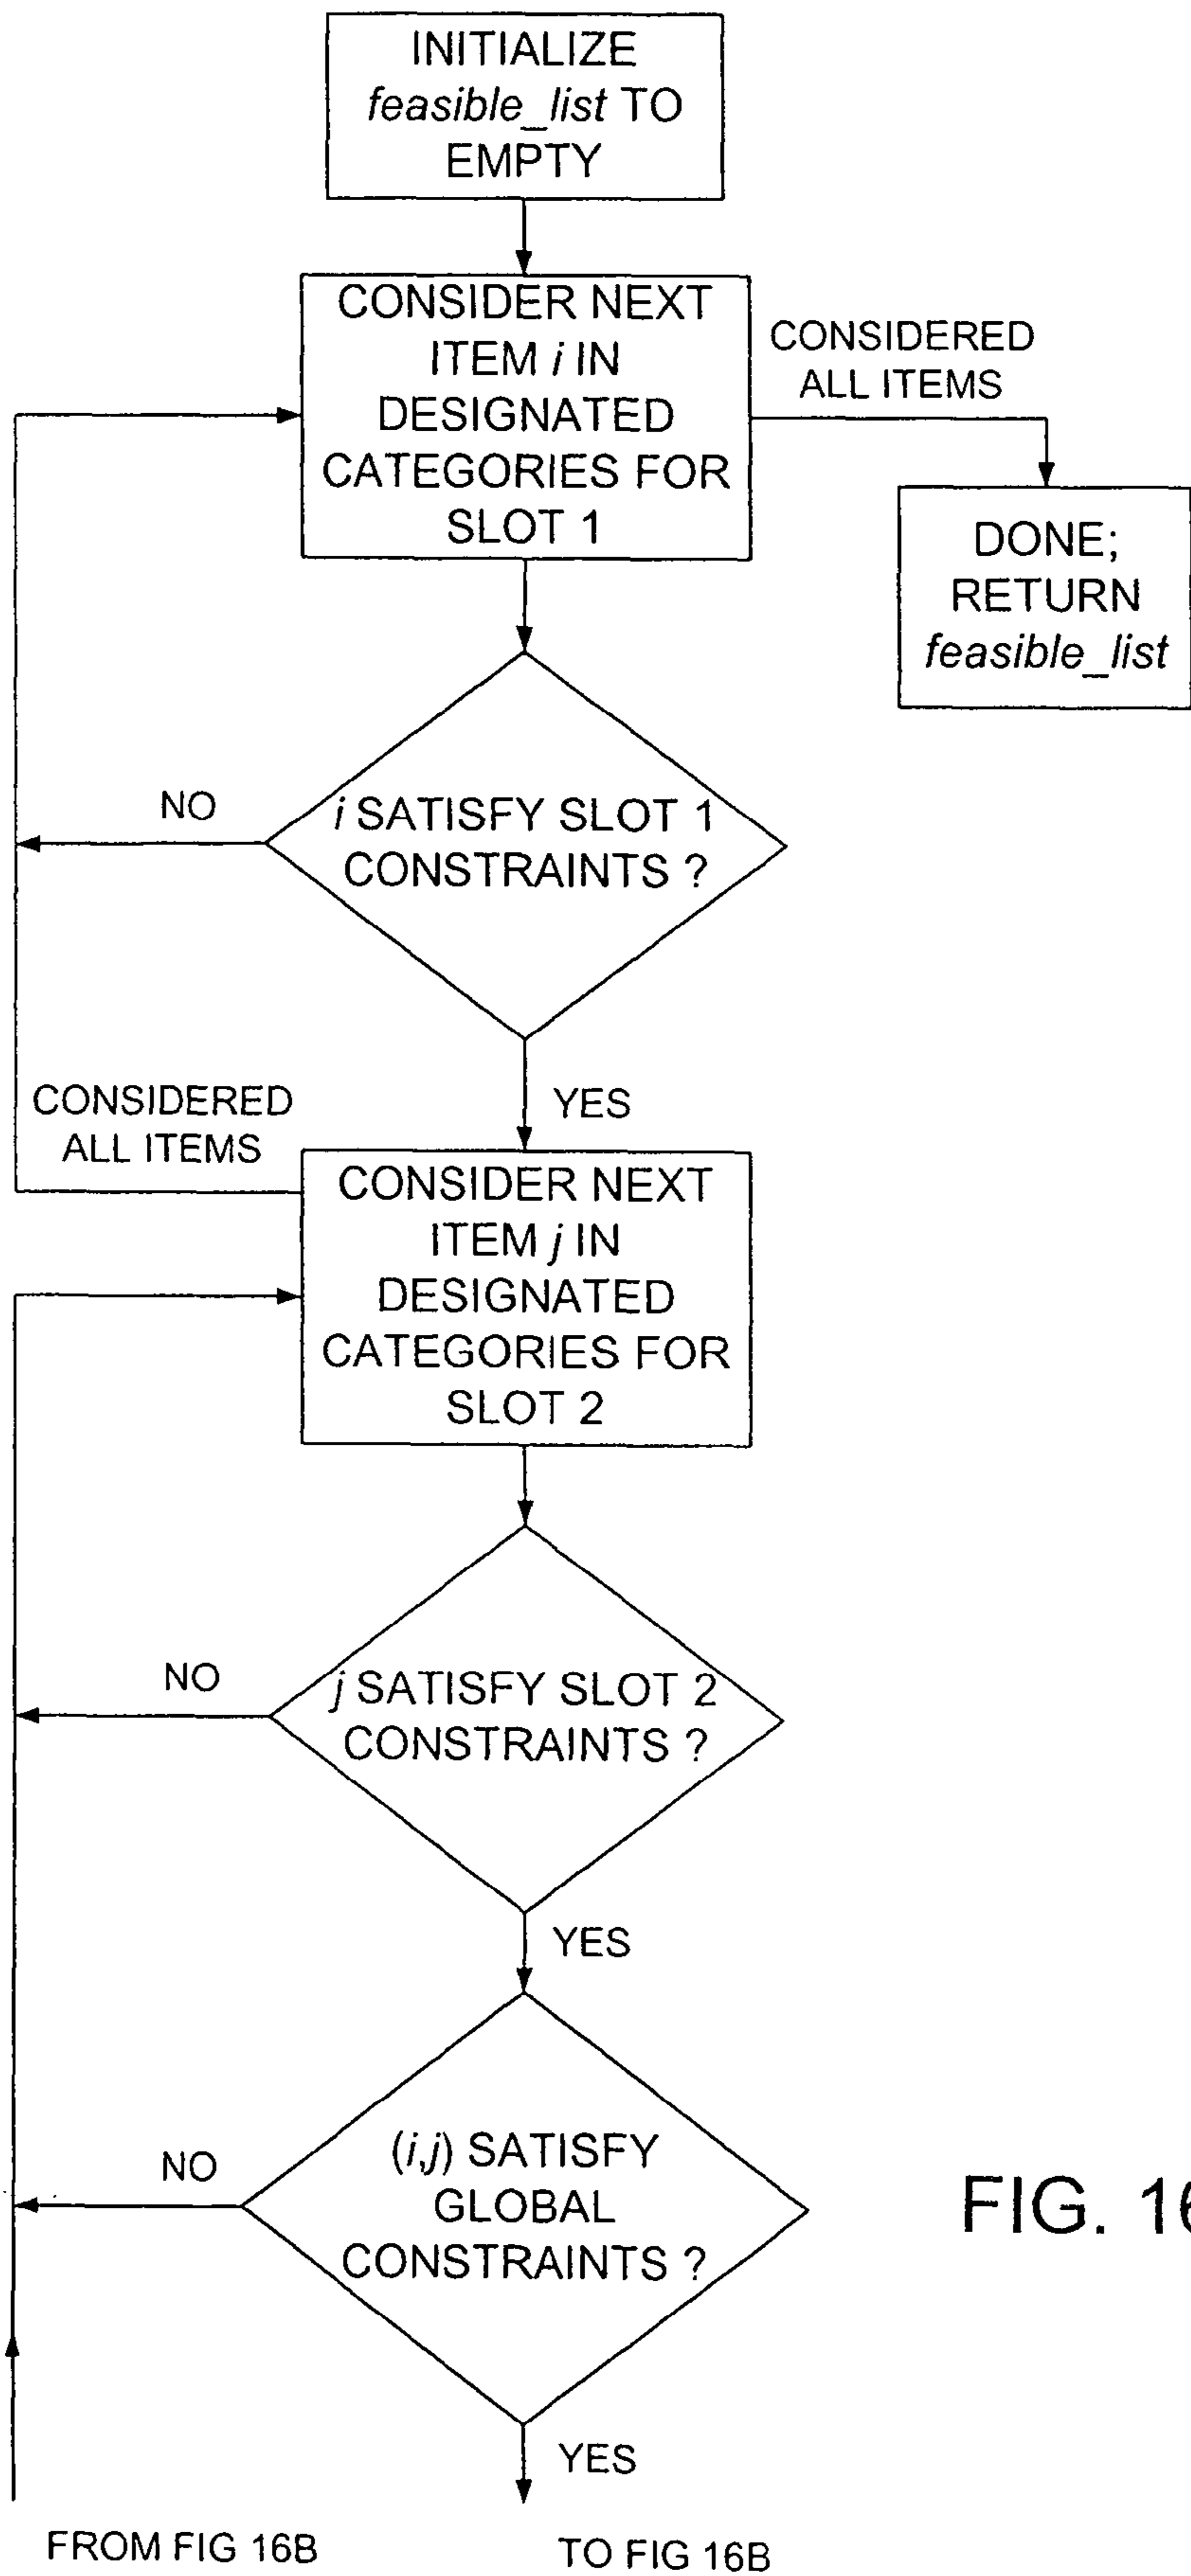 INITIALIZE
feasible_list TO
EMPTY
CONSIDER NEXT
ITEM i IN
DESIGNATED
CATEGORIES FOR
SLOT 1
CONSIDERED
ALL ITEMS
DONE;
RETURN
feasible_list
i SATISFY SLOT 1
CONSTRAINTS ?
NO
YES
CONSIDERED
ALL ITEMS
CONSIDER NEXT
ITEM j IN
DESIGNATED
CATEGORIES FOR
SLOT 2
j SATISFY SLOT 2
CONSTRAINTS ?
NO
YES
(i,j) SATISFY
GLOBAL
CONSTRAINTS ?
NO
YES
FIG. 16
FROM FIG 16B
TO FIG 16B